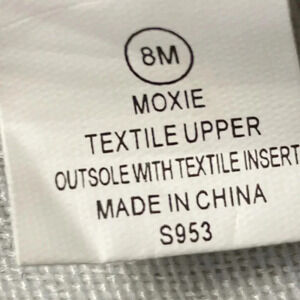 8M
MOXIE
TEXTILE UPPER
OUTSOLE WITH TEXTILE INSERT
MADE IN CHINA
S953